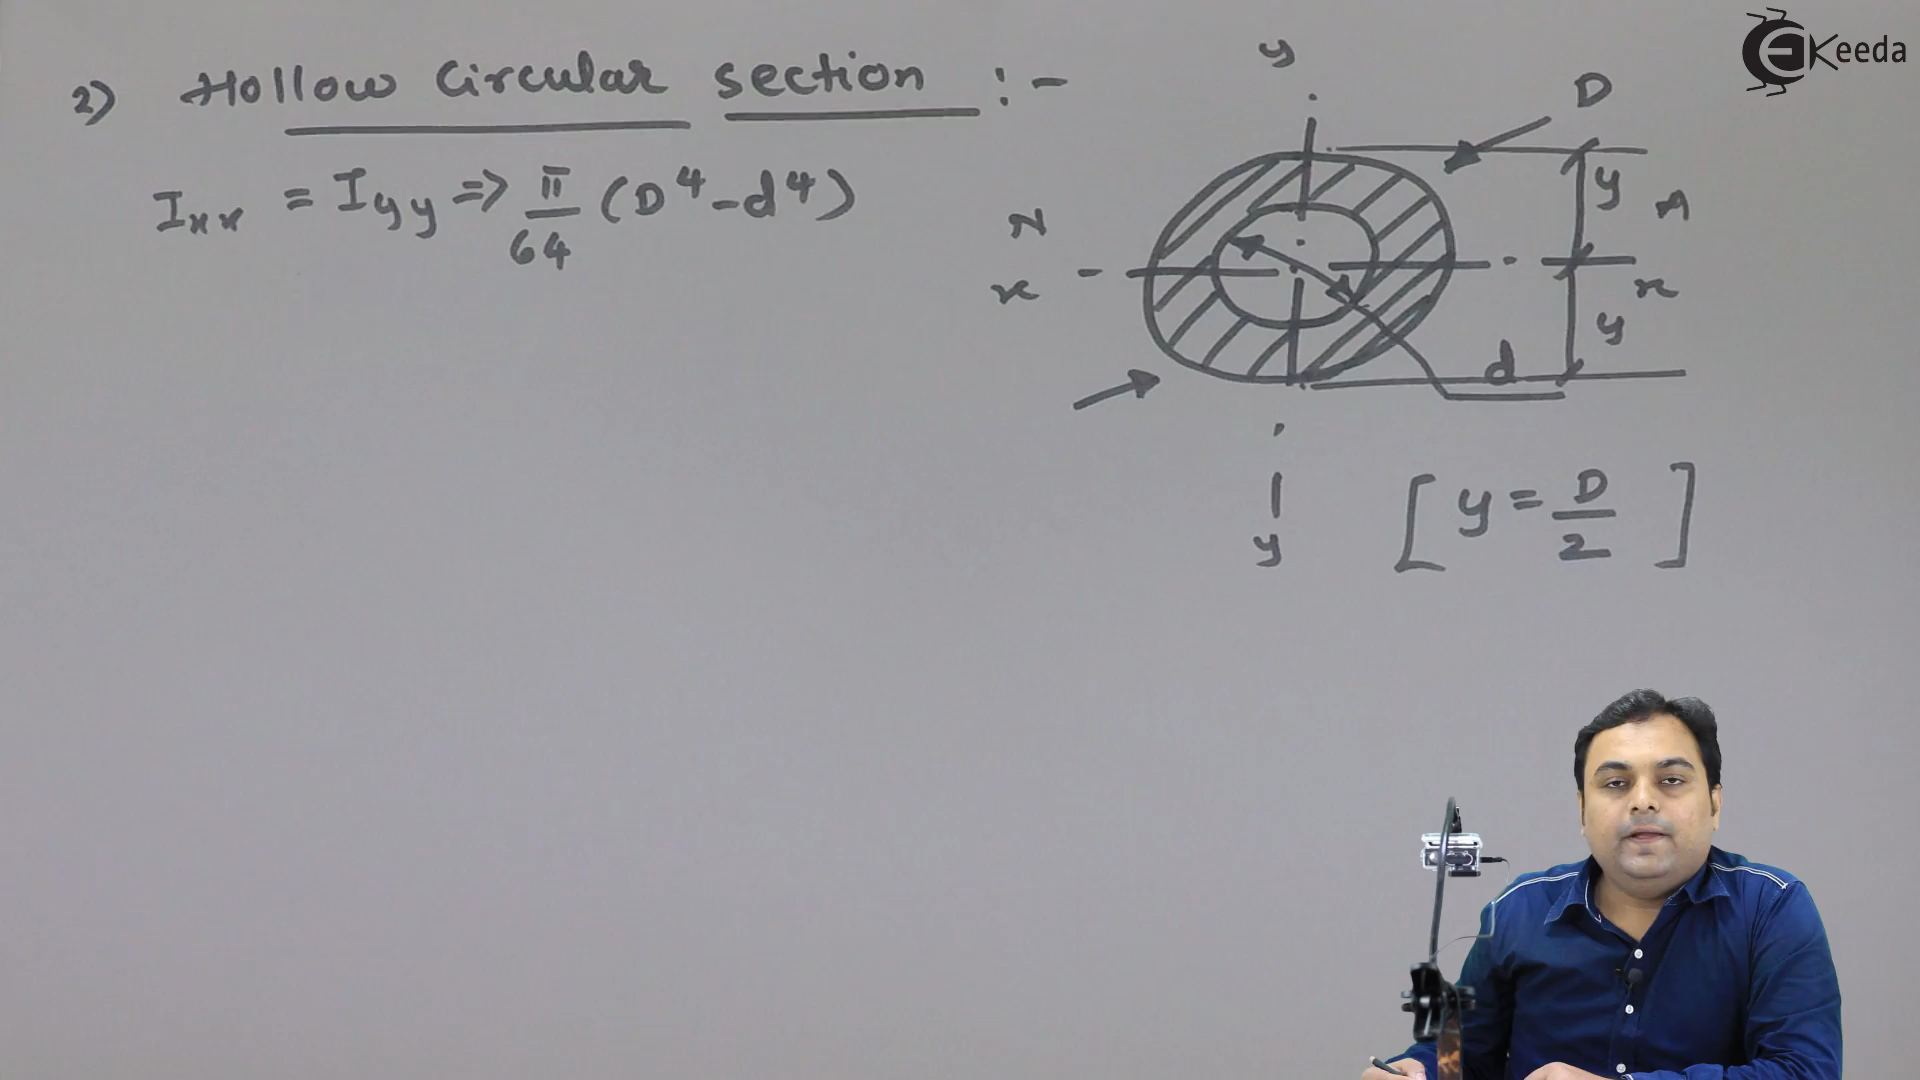 EKeeda
2) Hollow Circular section :-
Ixx = Iyy => π/64 (D⁴-d⁴)
y
D
y
N
A
x
x
y
d
y
[ y = D/2 ]